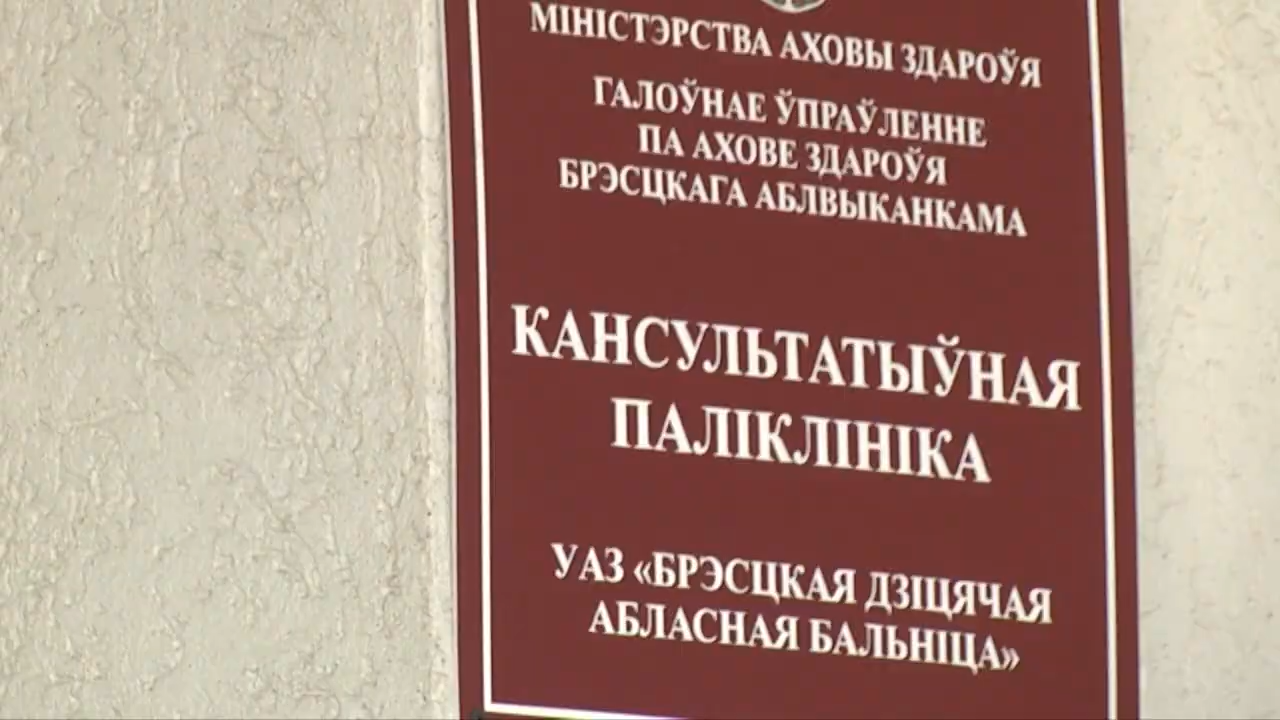 МІНІСТЭРСТВА АХОВЫ ЗДАРОЎЯ
ГАЛОЎНАЕ ЎПРАЎЛЕННЕ
ПА АХОВЕ ЗДАРОЎЯ
БРЭСЦКАГА АБЛВЫКАНКАМА
КАНСУЛЬТАТЫЎНАЯ
ПАЛІКЛІНІКА
УАЗ «БРЭСЦКАЯ ДЗІЦЯЧАЯ
АБЛАСНАЯ БАЛЬНІЦА»